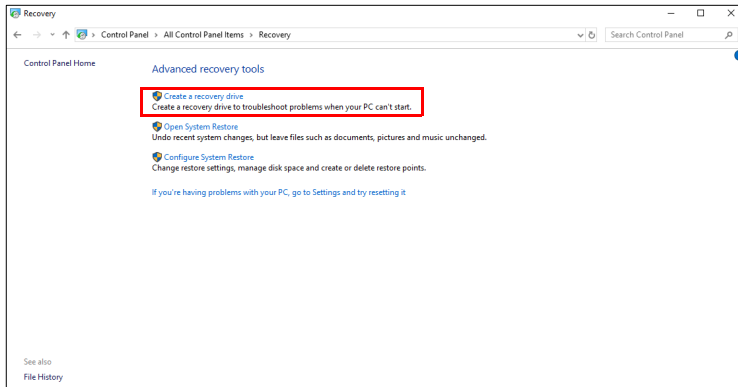 Recovery
Control Panel > All Control Panel Items > Recovery
Search Control Panel
Control Panel Home
Advanced recovery tools
Create a recovery drive
Create a recovery drive to troubleshoot problems when your PC can't start.
Open System Restore
Undo recent system changes, but leave files such as documents, pictures and music unchanged.
Configure System Restore
Change restore settings, manage disk space and create or delete restore points.
If you're having problems with your PC, go to Settings and try resetting it
See also
File History